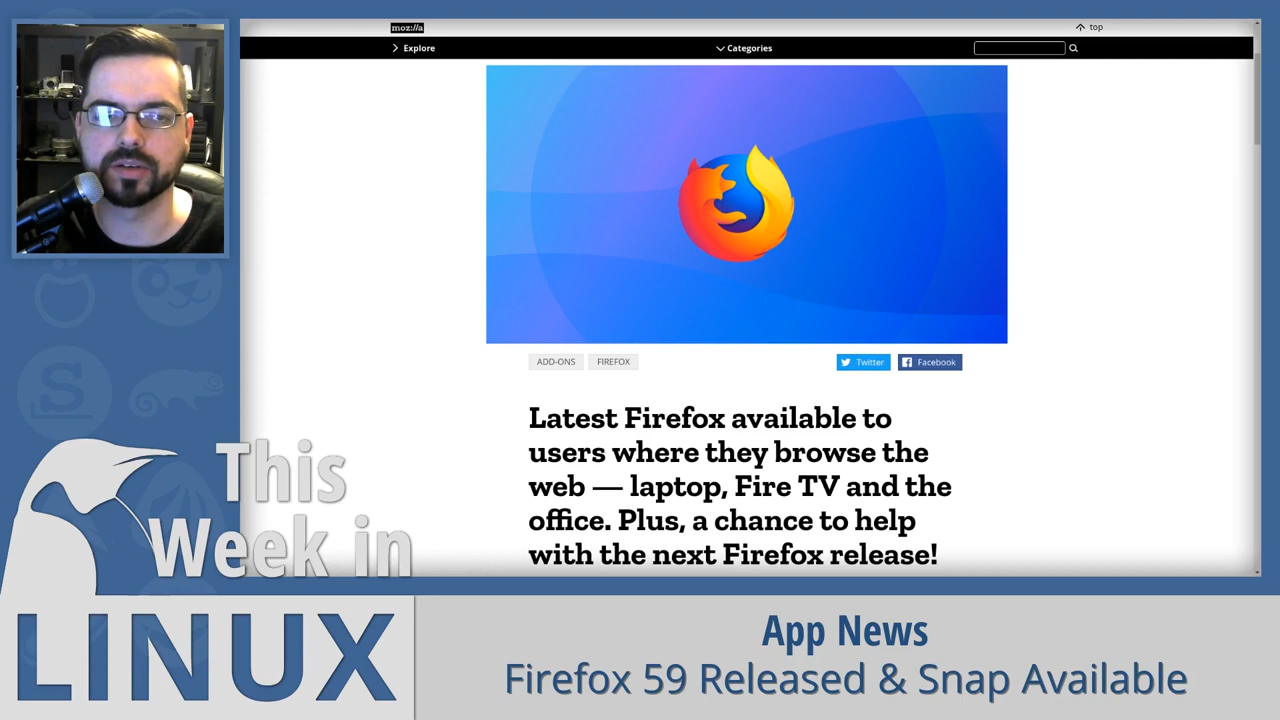 moz://a
top
Explore
Categories
ADD-ONS
FIREFOX
Twitter
Facebook
Latest Firefox available to
users where they browse the
web — laptop, Fire TV and the
office. Plus, a chance to help
with the next Firefox release!
This
Week in
LINUX
App News
Firefox 59 Released & Snap Available